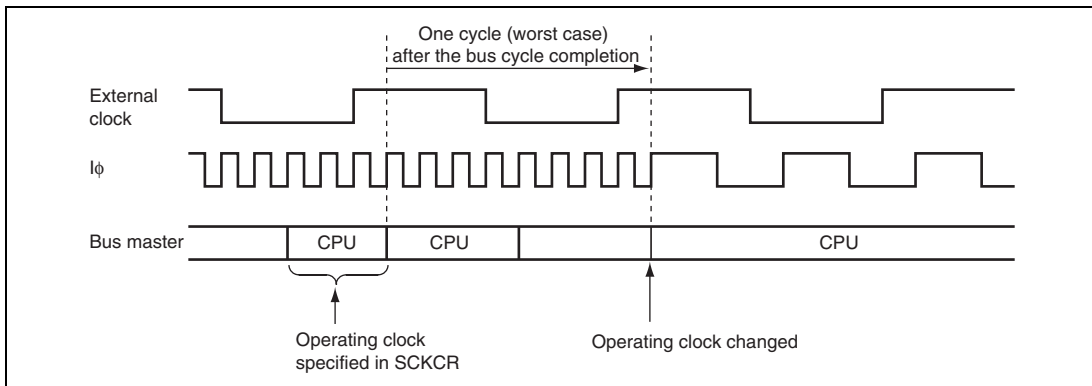 One cycle (worst case)
after the bus cycle completion
External
clock
Iϕ
Bus master
CPU
CPU
CPU
Operating clock
specified in SCKCR
Operating clock changed